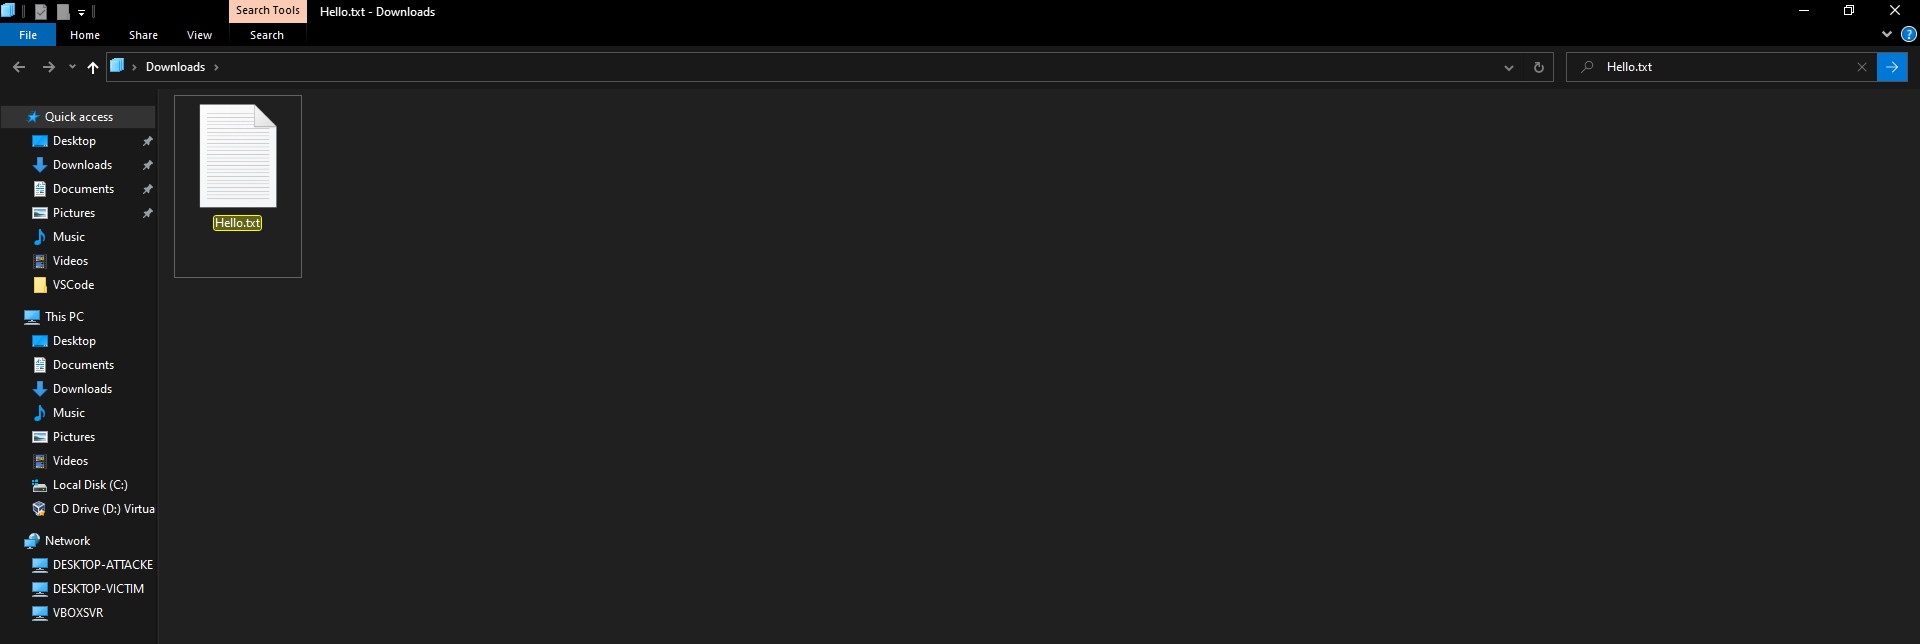 Search Tools
Hello.txt - Downloads
File
Home
Share
View
Search
Downloads
Hello.txt
Quick access
Desktop
Downloads
Documents
Pictures
Music
Videos
VSCode
This PC
Desktop
Documents
Downloads
Music
Pictures
Videos
Local Disk (C:)
CD Drive (D:) Virtua
Network
DESKTOP-ATTACKE
DESKTOP-VICTIM
VBOXSVR
Hello.txt